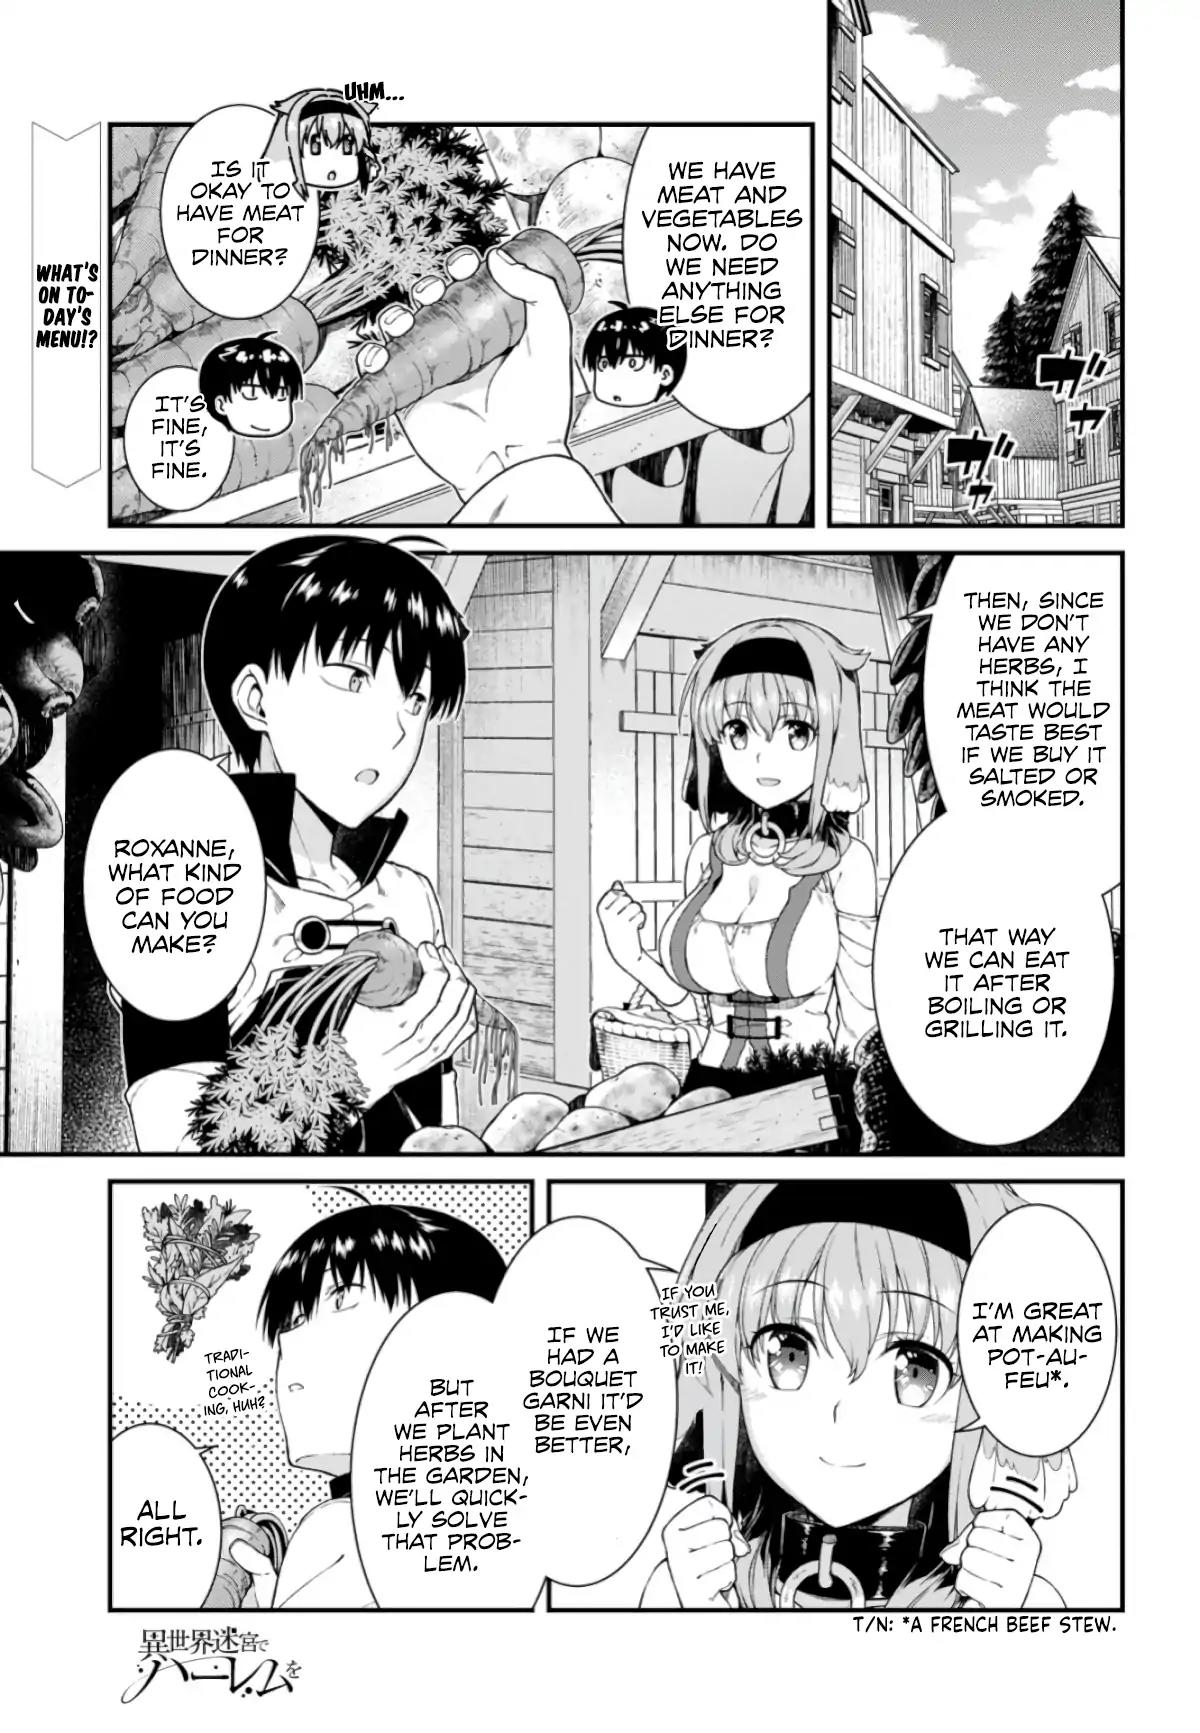 ガヤ
ガヤ
WE HAVE
MEAT AND
VEGETABLES
NOW. DO
WE NEED
ANYTHING
ELSE FOR
DINNER?
UHM...
IS IT
OKAY TO
HAVE MEAT
FOR
DINNER?
IT'S
FINE,
IT'S
FINE.
WHAT'S
ON TO-
DAY'S
MENU!?
THEN, SINCE
WE DON'T
HAVE ANY
HERBS, I
THINK THE
MEAT WOULD
TASTE BEST
IF WE BUY IT
SALTED OR
SMOKED.
THAT WAY
WE CAN EAT
IT AFTER
BOILING OR
GRILLING IT.
ROXANNE,
WHAT KIND
OF FOOD
CAN YOU
MAKE?
I'M GREAT
AT MAKING
POT-AU-
FEU*.
IF YOU
TRUST ME,
I'D LIKE
TO MAKE
IT!
IF WE
HAD A
BOUQUET
GARNI IT'D
BE EVEN
BETTER,
BUT
AFTER
WE PLANT
HERBS IN
THE GARDEN,
WE'LL QUICK-
LY SOLVE
THAT PROB-
LEM.
TRADI-
TIONAL
COOK-
ING, HUH?
ALL
RIGHT.
T/N: *A FRENCH BEEF STEW.
異世界迷宮で
ハーレムを